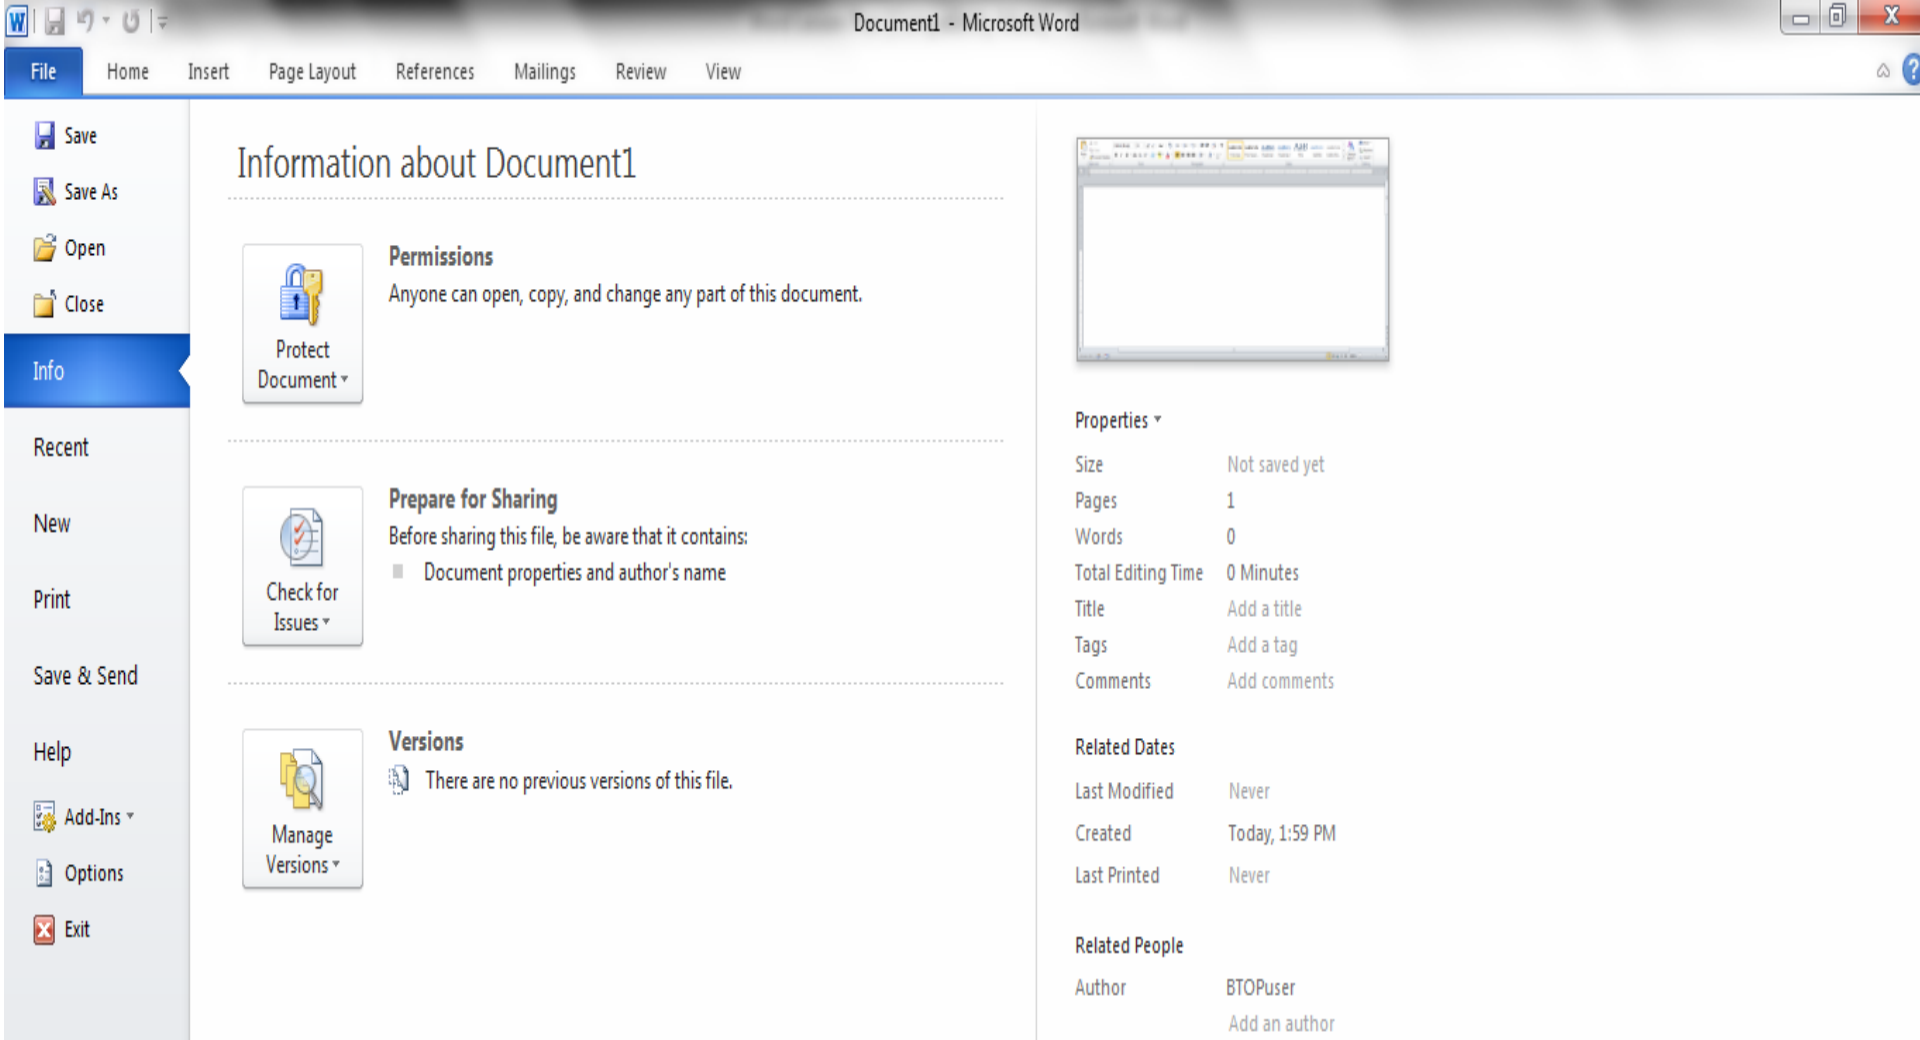 Document1 - Microsoft Word
File Home Insert Page Layout References Mailings Review View
Save
Save As
Open
Close
Info
Recent
New
Print
Save & Send
Help
Add-Ins
Options
Exit
Information about Document1
Protect
Document
Permissions
Anyone can open, copy, and change any part of this document.
Check for
Issues
Prepare for Sharing
Before sharing this file, be aware that it contains:
Document properties and author's name
Manage
Versions
Versions
There are no previous versions of this file.
Properties
Size Not saved yet
Pages 1
Words 0
Total Editing Time 0 Minutes
Title Add a title
Tags Add a tag
Comments Add comments
Related Dates
Last Modified Never
Created Today, 1:59 PM
Last Printed Never
Related People
Author BTOPuser
Add an author